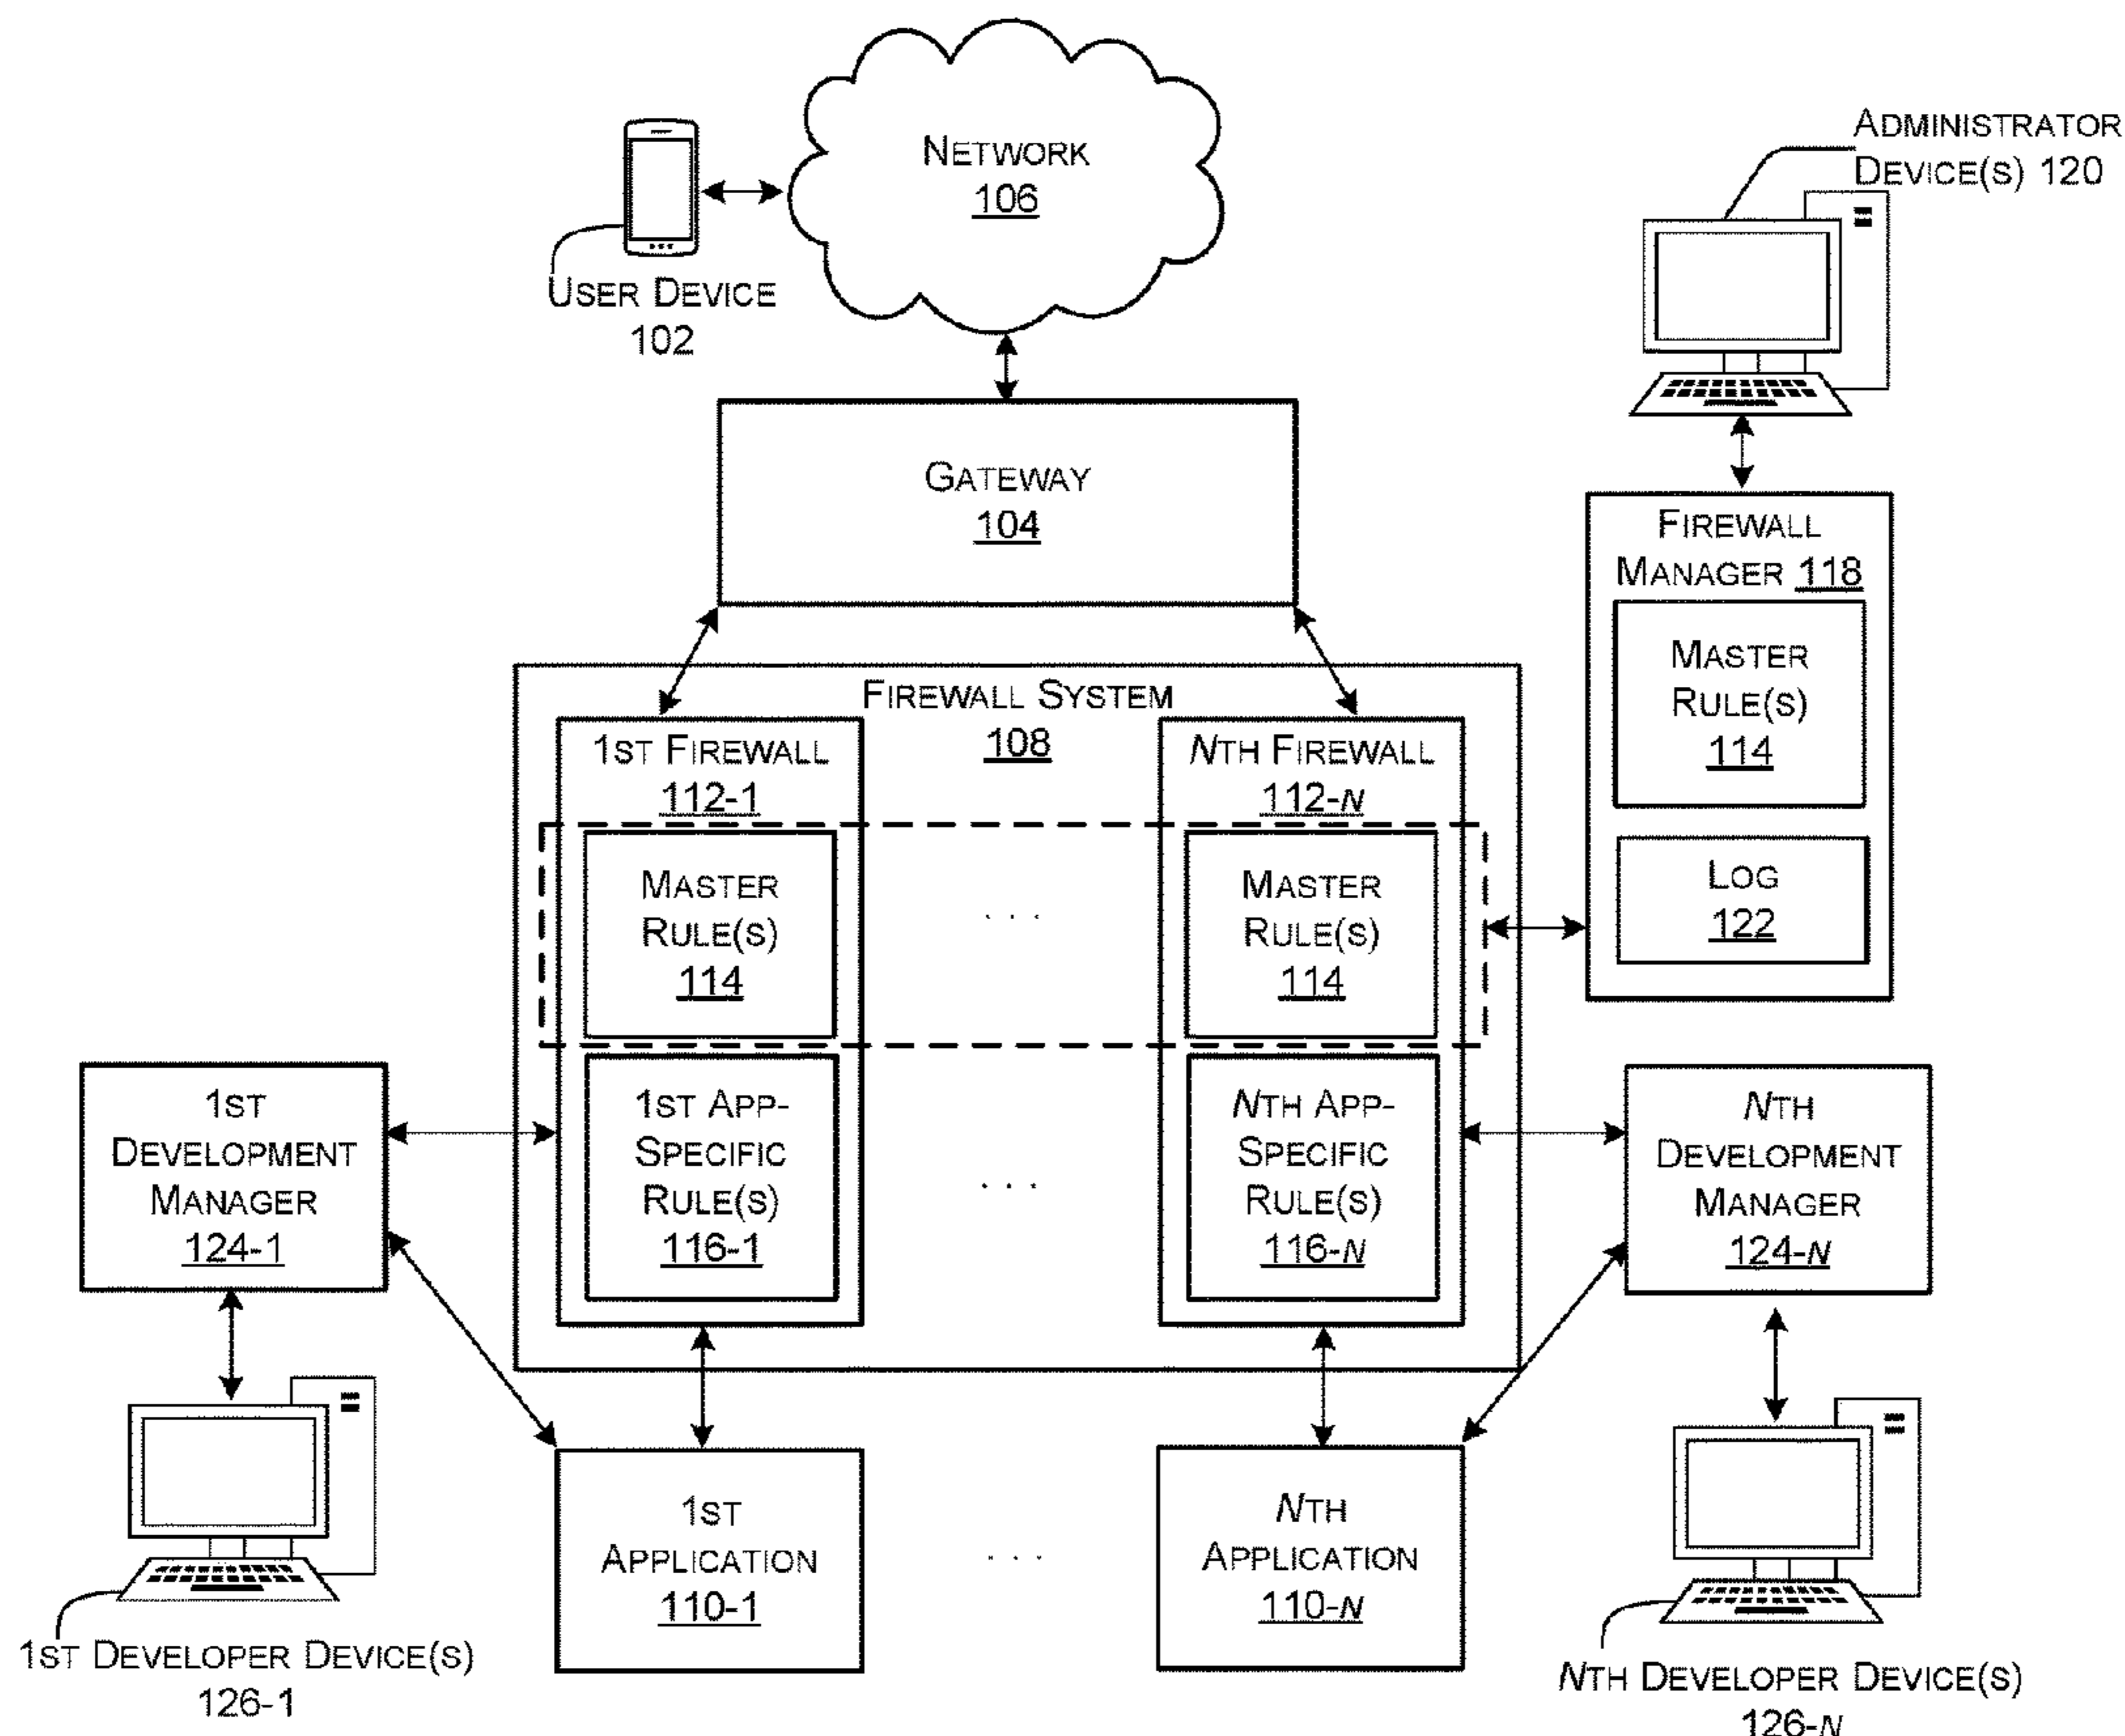 NETWORK
106
ADMINISTRATOR
DEVICE(S) 120
USER DEVICE
102
GATEWAY
104
FIREWALL
MANAGER 118
MASTER
RULE(S)
114
LOG
122
FIREWALL SYSTEM
108
1ST FIREWALL
112-1
MASTER
RULE(S)
114
. . .
NTH FIREWALL
112-N
MASTER
RULE(S)
114
1ST
DEVELOPMENT
MANAGER
124-1
1ST APP-
SPECIFIC
RULE(S)
116-1
. . .
NTH APP-
SPECIFIC
RULE(S)
116-N
NTH
DEVELOPMENT
MANAGER
124-N
1ST
APPLICATION
110-1
. . .
NTH
APPLICATION
110-N
1ST DEVELOPER DEVICE(S)
126-1
NTH DEVELOPER DEVICE(S)
126-N